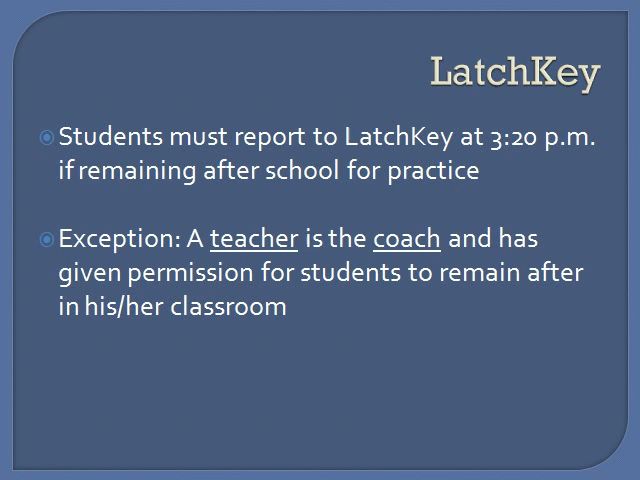 LatchKey
Students must report to LatchKey at 3:20 p.m.
if remaining after school for practice
Exception: A teacher is the coach and has
given permission for students to remain after
in his/her classroom